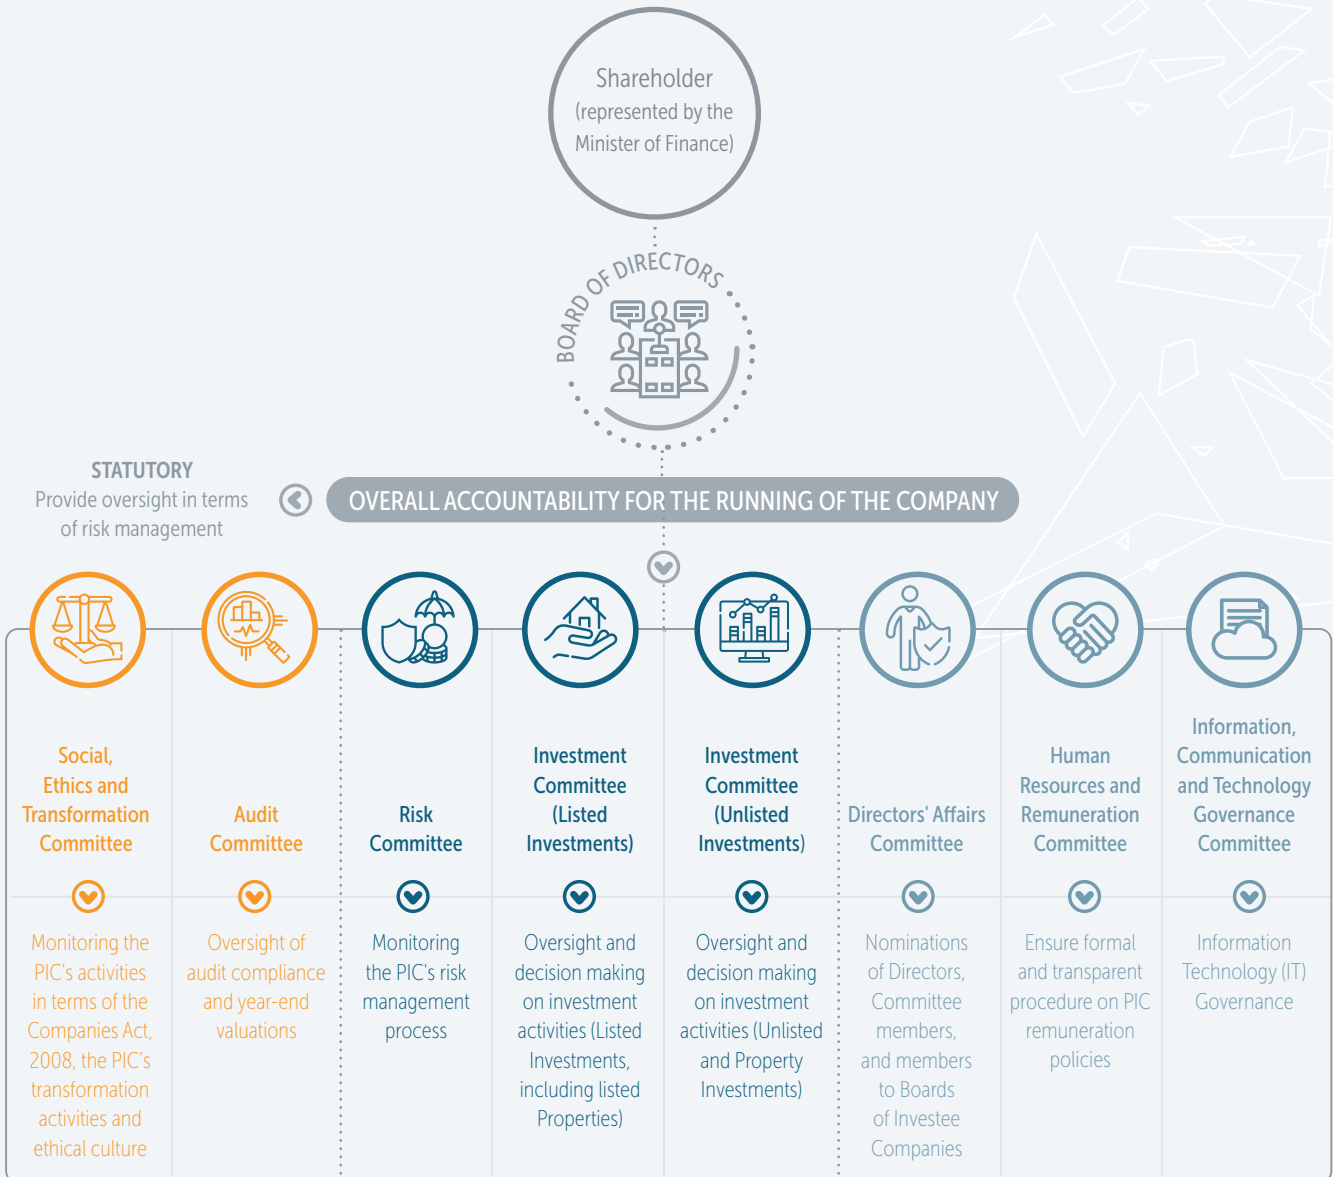 Shareholder
(represented by the
Minister of Finance)
BOARD OF DIRECTORS
STATUTORY
Provide oversight in terms
of risk management
OVERALL ACCOUNTABILITY FOR THE RUNNING OF THE COMPANY
Social,
Ethics and
Transformation
Committee
Audit
Committee
Risk
Committee
Investment
Committee
(Listed
Investments)
Investment
Committee
(Unlisted
Investments)
Directors' Affairs
Committee
Human
Resources and
Remuneration
Committee
Information,
Communication
and Technology
Governance
Committee
Monitoring the
PIC's activities
in terms of the
Companies Act,
2008, the PIC's
transformation
activities and
ethical culture
Oversight of
audit compliance
and year-end
valuations
Monitoring
the PIC's risk
management
process
Oversight and
decision making
on investment
activities (Listed
Investments,
including listed
Properties)
Oversight and
decision making
on investment
activities (Unlisted
and Property
Investments)
Nominations
of Directors,
Committee
members,
and members
to Boards
of Investee
Companies
Ensure formal
and transparent
procedure on PIC
remuneration
policies
Information
Technology (IT)
Governance